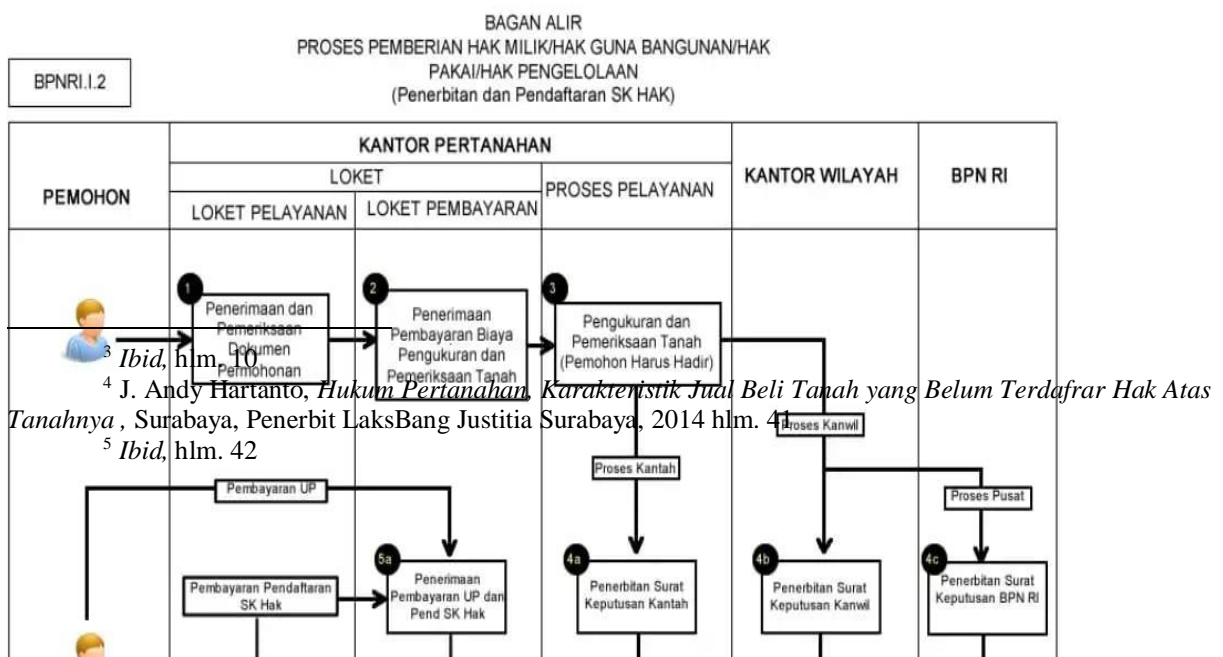 BAGAN ALIR
PROSES PEMBERIAN HAK MILIK/HAK GUNA BANGUNAN/HAK
PAKAI/HAK PENGELOLAAN
(Penerbitan dan Pendaftaran SK HAK)
BPNRI.I.2
PEMOHON
KANTOR PERTANAHAN
LOKET
LOKET PELAYANAN
LOKET PEMBAYARAN
PROSES PELAYANAN
KANTOR WILAYAH
BPN RI
1
Penerimaan dan
Pemeriksaan
Dokumen
Permohonan
2
Penerimaan
Pembayaran Biaya
Pengukuran dan
Pemeriksaan Tanah
3
Pengukuran dan
Pemeriksaan Tanah
(Pemohon Harus Hadir)
3 Ibid, hlm. 10
4 J. Andy Hartanto, Hukum Pertanahan, Karakteristik Jual Beli Tanah yang Belum Terdafrar Hak Atas
Tanahnya , Surabaya, Penerbit LaksBang Justitia Surabaya, 2014 hlm. 41
5 Ibid, hlm. 42
Proses Kanwil
Proses Kantah
Proses Pusat
Pembayaran UP
Pembayaran Pendaftaran
SK Hak
5a
Penerimaan
Pembayaran UP dan
Pend SK Hak
4a
Penerbitan Surat
Keputusan Kantah
4b
Penerbitan Surat
Keputusan Kanwil
4c
Penerbitan Surat
Keputusan BPN RI